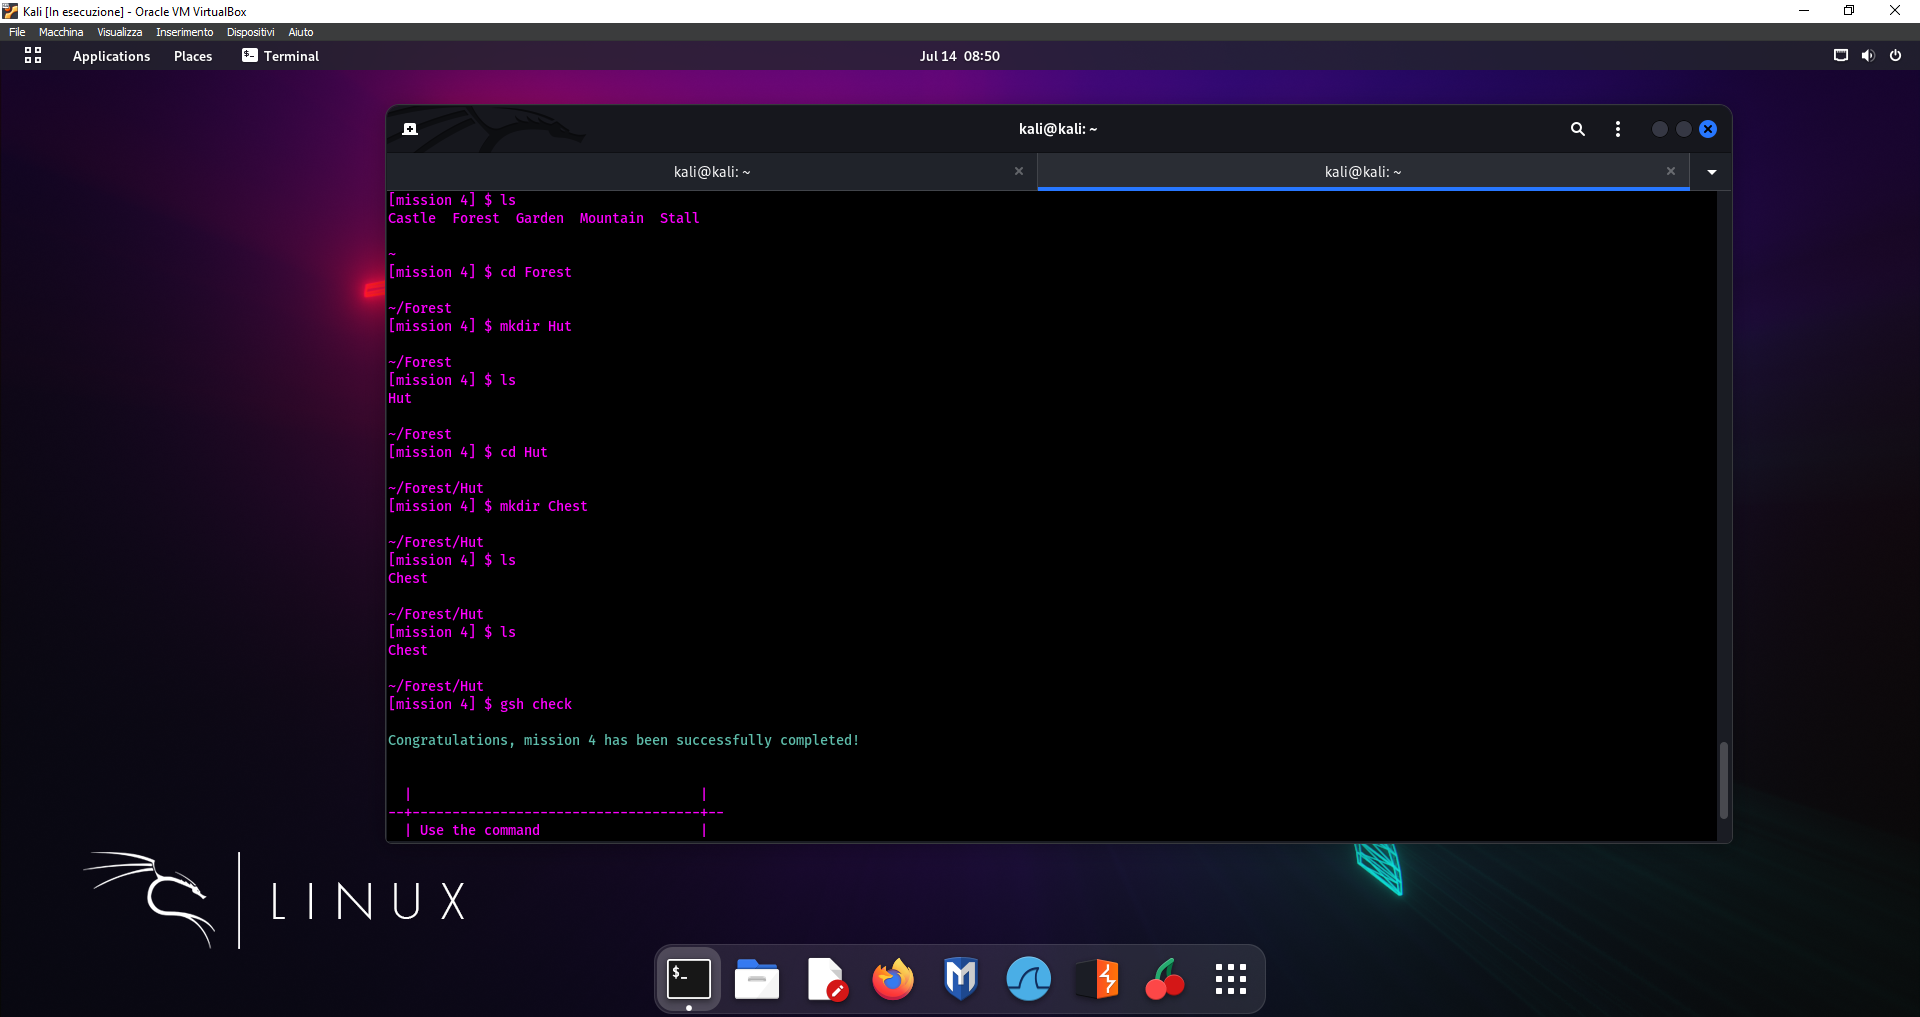 Kali [In esecuzione] - Oracle VM VirtualBox
File Macchina Visualizza Inserimento Dispositivi Aiuto
Applications Places Terminal Jul 14 08:50
kali@kali: ~
kali@kali: ~ kali@kali: ~
[mission 4] $ ls
Castle  Forest  Garden  Mountain  Stall
~
[mission 4] $ cd Forest
~/Forest
[mission 4] $ mkdir Hut
~/Forest
[mission 4] $ ls
Hut
~/Forest
[mission 4] $ cd Hut
~/Forest/Hut
[mission 4] $ mkdir Chest
~/Forest/Hut
[mission 4] $ ls
Chest
~/Forest/Hut
[mission 4] $ ls
Chest
~/Forest/Hut
[mission 4] $ gsh check
Congratulations, mission 4 has been successfully completed!
| |
--+------------------------------------+--
| Use the command |
LINUX
$_